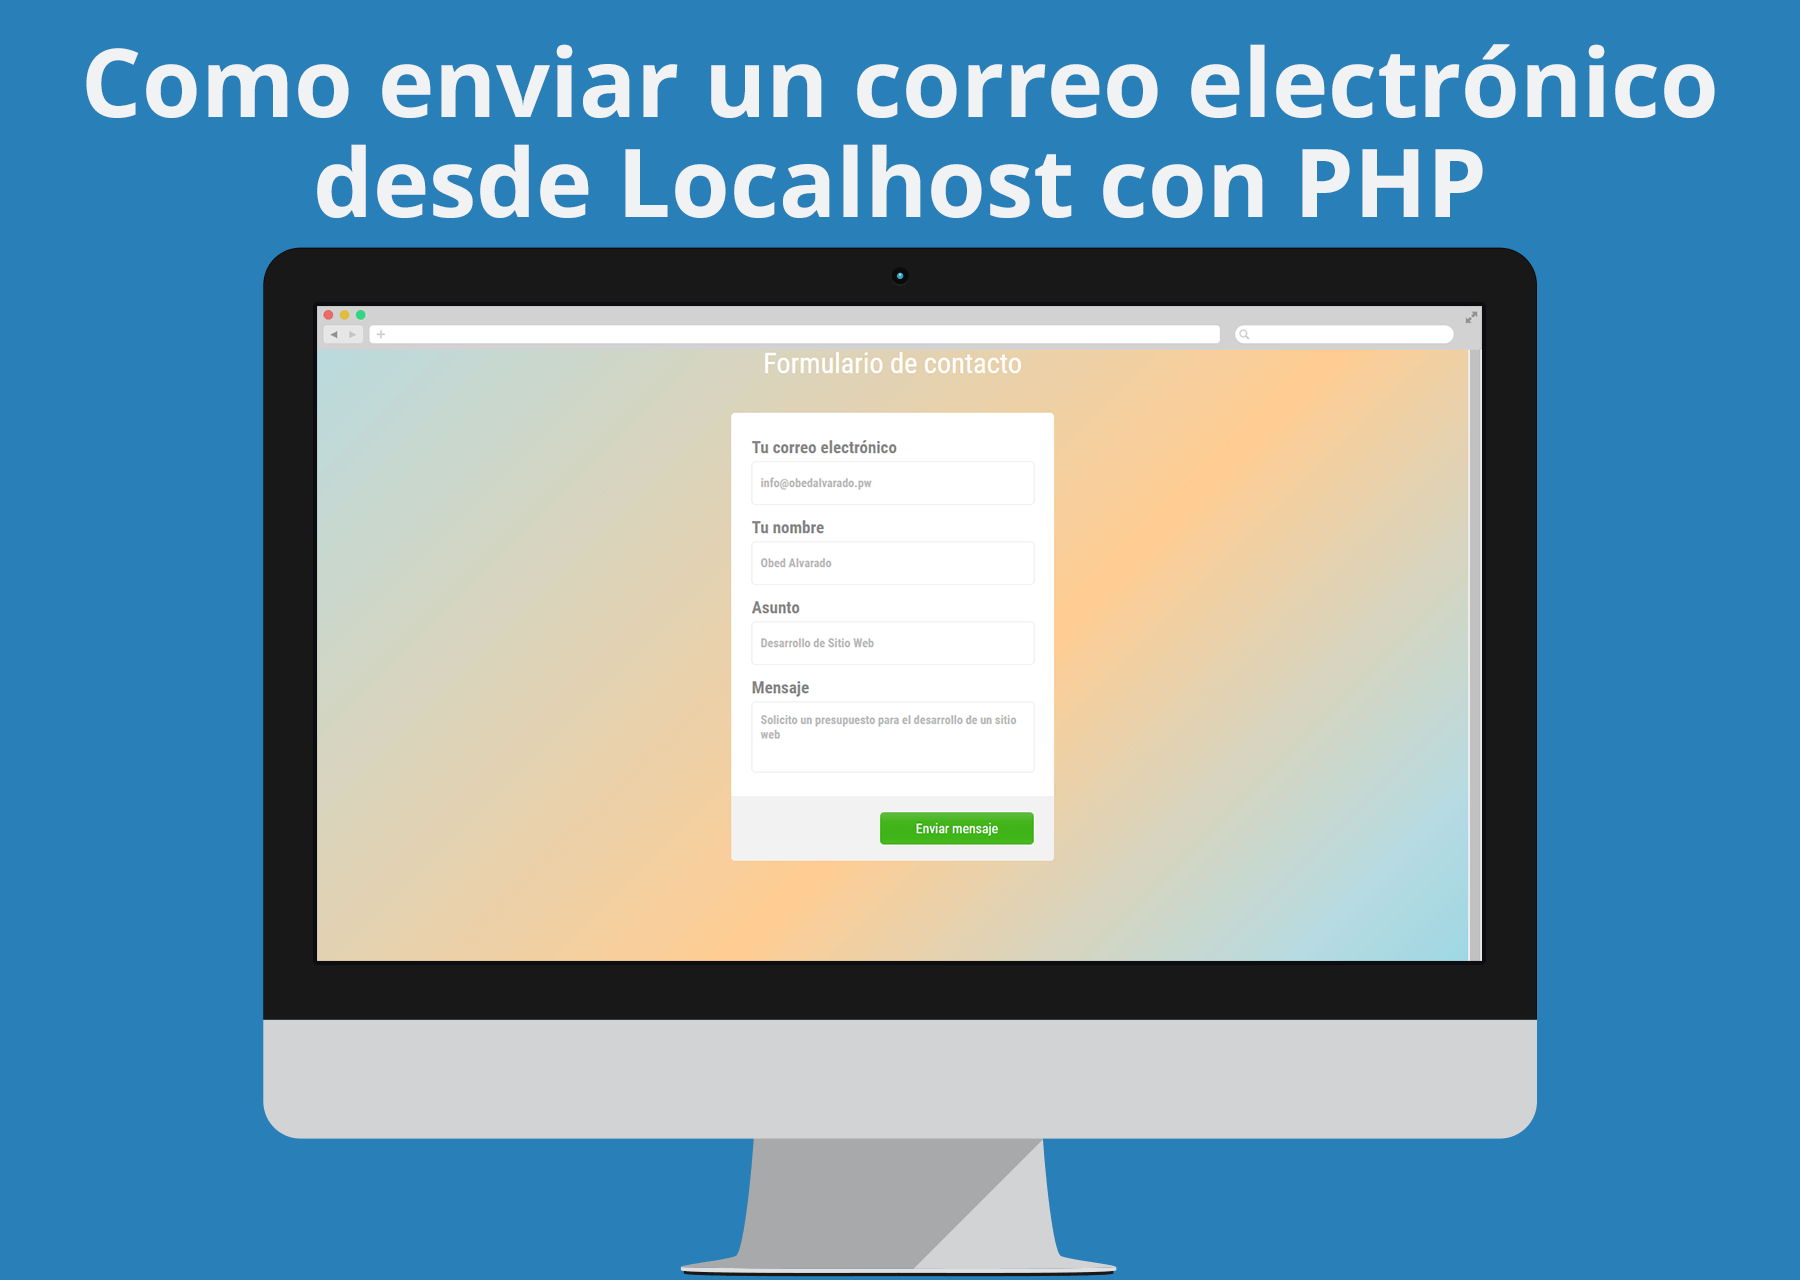 Como enviar un correo electrónico
desde Localhost con PHP
Formulario de contacto
Tu correo electrónico
info@obedalvarado.pw
Tu nombre
Obed Alvarado
Asunto
Desarrollo de Sitio Web
Mensaje
Solicito un presupuesto para el desarrollo de un sitio
web
Enviar mensaje